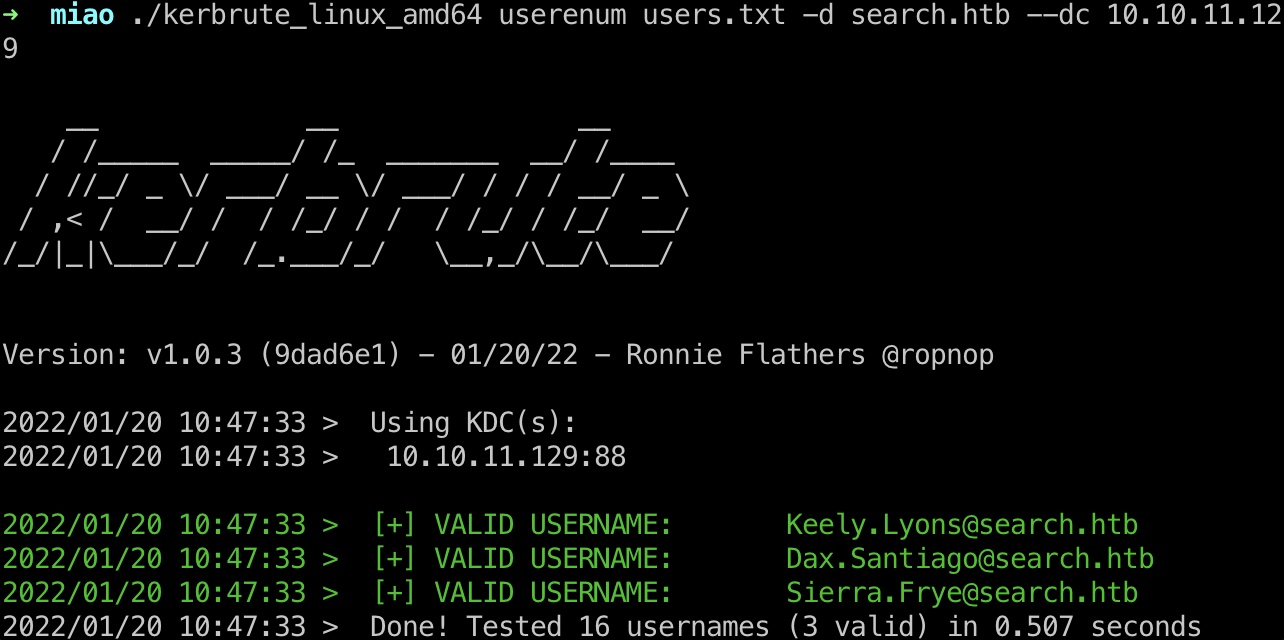 →  miao ./kerbrute_linux_amd64 userenum users.txt -d search.htb --dc 10.10.11.12
9
    __             __               __
   / /_____  _____/ /_  _______  __/ /____
  / //_/ _ \/ ___/ __ \/ ___/ / / / __/ _ \
 / ,< /  __/ /  / /_/ / /  / /_/ / /_/  __/
/_/|_|\___/_/  /_.___/_/   \__,_/\__/\___/
Version: v1.0.3 (9dad6e1) - 01/20/22 - Ronnie Flathers @ropnop
2022/01/20 10:47:33 >  Using KDC(s):
2022/01/20 10:47:33 >   10.10.11.129:88
2022/01/20 10:47:33 >  [+] VALID USERNAME:       Keely.Lyons@search.htb
2022/01/20 10:47:33 >  [+] VALID USERNAME:       Dax.Santiago@search.htb
2022/01/20 10:47:33 >  [+] VALID USERNAME:       Sierra.Frye@search.htb
2022/01/20 10:47:33 >  Done! Tested 16 usernames (3 valid) in 0.507 seconds